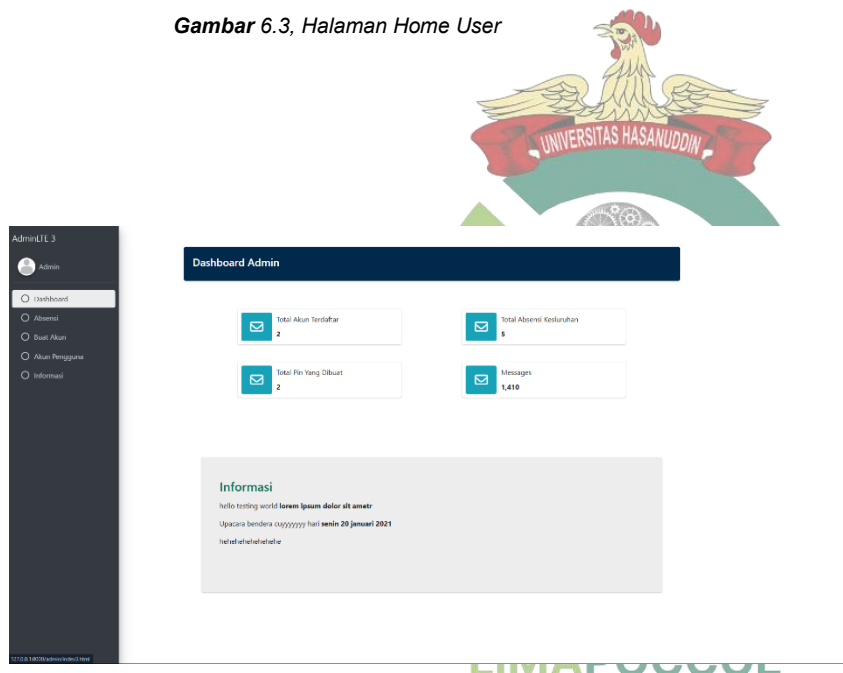 Gambar 6.3, Halaman Home User
UNIVERSITAS HASANUDDIN
AdminLTE 3
Admin
Dashboard
Absensi
Buat Akun
Akun Pengguna
Informasi
Dashboard Admin
Total Akun Terdaftar
2
Total Absensi Kesluruhan
5
Total Pin Yang Dibuat
2
Messages
1,410
Informasi
hello testing world lorem ipsum dolor sit ametr
Upacara bendera cuyyyyyy hari senin 20 januari 2021
hehehehehehehehe